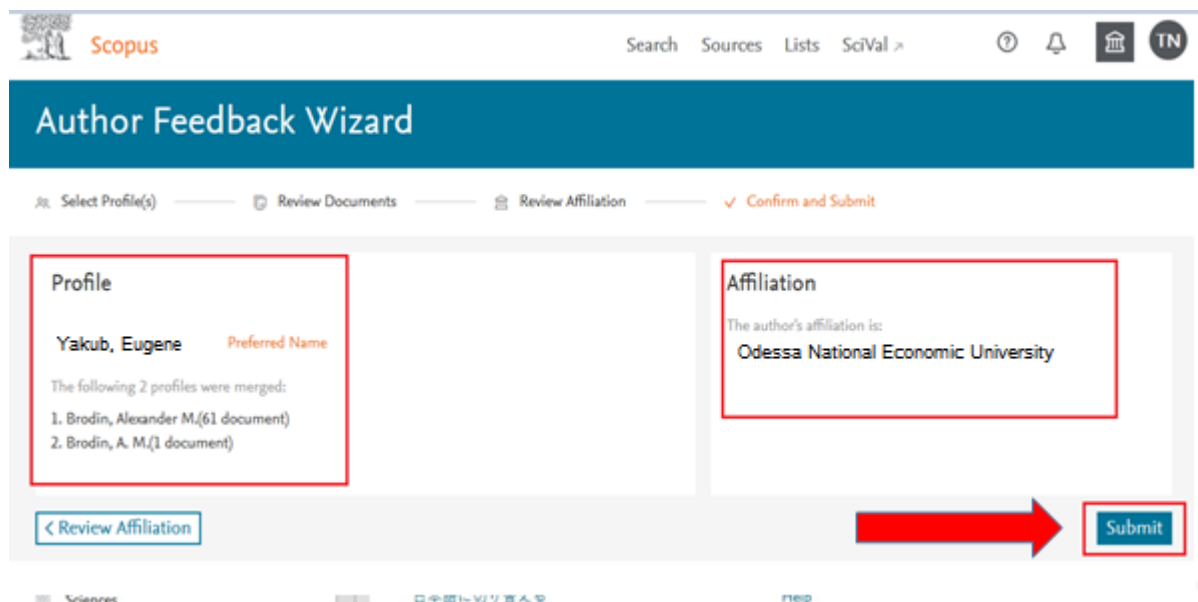 Scopus
Search Sources Lists SciVal
TN
Author Feedback Wizard
Select Profile(s) Review Documents Review Affiliation Confirm and Submit
Profile
Yakub, Eugene Preferred Name
The following 2 profiles were merged:
1. Brodin, Alexander M.(61 document)
2. Brodin, A. M.(1 document)
Affiliation
The author's affiliation is:
Odessa National Economic University
Review Affiliation
Submit
Sciences
Help